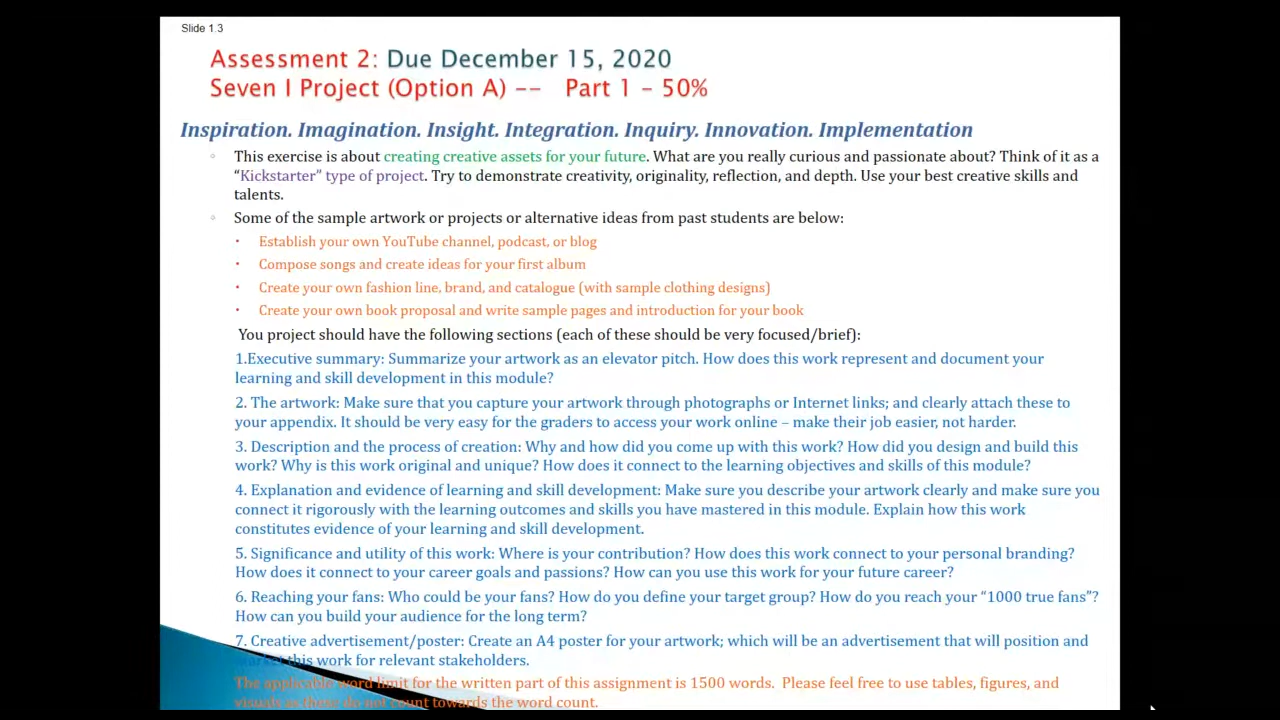 Slide 1.3
Assessment 2: Due December 15, 2020
Seven I Project (Option A) -- Part 1 – 50%
Inspiration. Imagination. Insight. Integration. Inquiry. Innovation. Implementation
This exercise is about creating creative assets for your future. What are you really curious and passionate about? Think of it as a
“Kickstarter” type of project. Try to demonstrate creativity, originality, reflection, and depth. Use your best creative skills and
talents.
Some of the sample artwork or projects or alternative ideas from past students are below:
Establish your own YouTube channel, podcast, or blog
Compose songs and create ideas for your first album
Create your own fashion line, brand, and catalogue (with sample clothing designs)
Create your own book proposal and write sample pages and introduction for your book
You project should have the following sections (each of these should be very focused/brief):
1.Executive summary: Summarize your artwork as an elevator pitch. How does this work represent and document your
learning and skill development in this module?
2. The artwork: Make sure that you capture your artwork through photographs or Internet links; and clearly attach these to
your appendix. It should be very easy for the graders to access your work online – make their job easier, not harder.
3. Description and the process of creation: Why and how did you come up with this work? How did you design and build this
work? Why is this work original and unique? How does it connect to the learning objectives and skills of this module?
4. Explanation and evidence of learning and skill development: Make sure you describe your artwork clearly and make sure you
connect it rigorously with the learning outcomes and skills you have mastered in this module. Explain how this work
constitutes evidence of your learning and skill development.
5. Significance and utility of this work: Where is your contribution? How does this work connect to your personal branding?
How does it connect to your career goals and passions? How can you use this work for your future career?
6. Reaching your fans: Who could be your fans? How do you define your target group? How do you reach your “1000 true fans”?
How can you build your audience for the long term?
7. Creative advertisement/poster: Create an A4 poster for your artwork; which will be an advertisement that will position and
market this work for relevant stakeholders.
The applicable word limit for the written part of this assignment is 1500 words. Please feel free to use tables, figures, and
visuals as these do not count towards the word count.